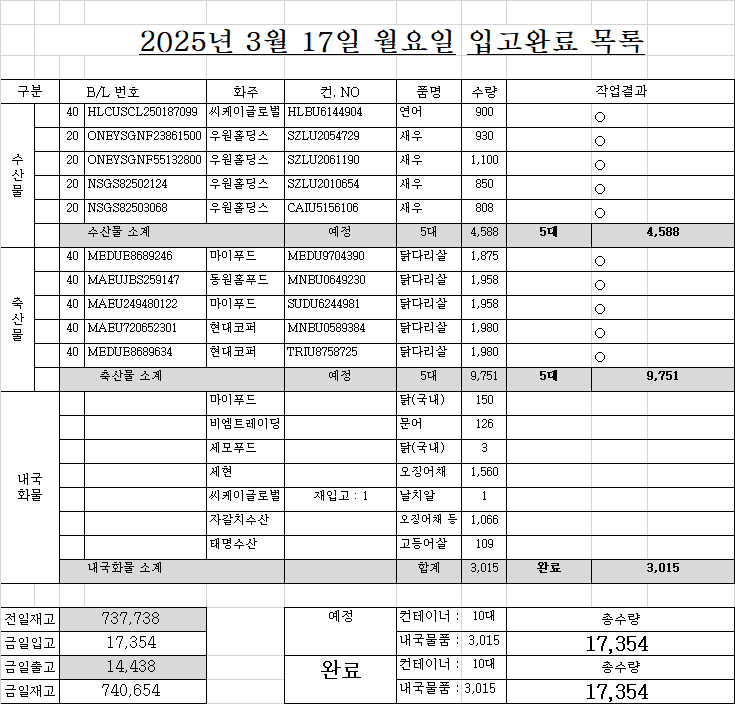 2025년 3월 17일 월요일 입고완료 목록
구분 B/L 번호 화주 컨. NO 품명 수량 작업결과
수산물
40 HLCUSCL250187099 씨케이글로벌 HLBU6144904 연어 900 ○
20 ONEYSGNF23861500 우원홀딩스 SZLU2054729 새우 930 ○
20 ONEYSGNF55132800 우원홀딩스 SZLU2061190 새우 1,100 ○
20 NSGS82502124 우원홀딩스 SZLU2010654 새우 850 ○
20 NSGS82503068 우원홀딩스 CAIU5156106 새우 808 ○
수산물 소계 예정 5대 4,588 5대 4,588
축산물
40 MEDUE8689246 마이푸드 MEDU9704390 닭다리살 1,875 ○
40 MAEUJBS259147 동원홈푸드 MNBU0649230 닭다리살 1,958 ○
40 MAEU249480122 마이푸드 SUDU6244981 닭다리살 1,958 ○
40 MAEU720652301 현대코퍼 MNBU0589384 닭다리살 1,980 ○
40 MEDUE8689634 현대코퍼 TRIU8758725 닭다리살 1,980 ○
축산물 소계 예정 5대 9,751 5대 9,751
내국
화물
마이푸드 닭(국내) 150
비엠트레이딩 문어 126
세모푸드 닭(국내) 3
세현 오징어채 1,560
씨케이글로벌 재입고 : 1 날치알 1
자갈치수산 오징어채 등 1,066
태명수산 고등어살 109
내국화물 소계 합계 3,015 완료 3,015
전일재고 737,738 예정 컨테이너 : 10대 총수량
금일입고 17,354 내국물품 : 3,015 17,354
금일출고 14,438 완료 컨테이너 : 10대 총수량
금일재고 740,654 내국물품 : 3,015 17,354